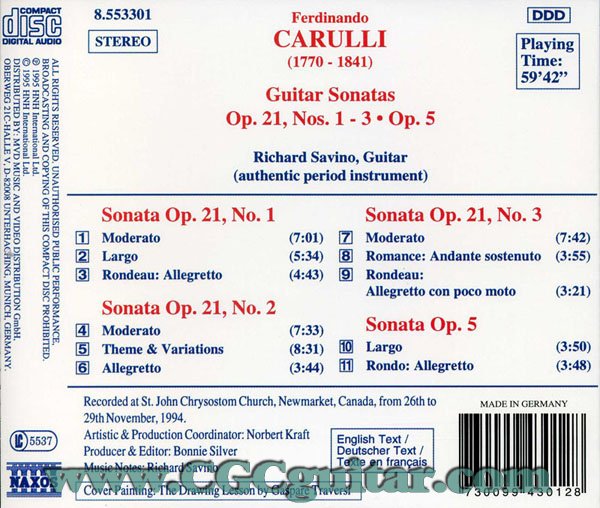 COMPACT
disc
DIGITAL AUDIO
8.553301
STEREO
Ferdinando
CARULLI
(1770 - 1841)
Guitar Sonatas
Op. 21, Nos. 1 - 3 • Op. 5
Richard Savino, Guitar
(authentic period instrument)
DDD
Playing
Time:
59'42"
ALL RIGHTS RESERVED. UNAUTHORISED PUBLIC PERFORMANCE,
BROADCASTING AND COPYING OF THIS COMPACT DISC PROHIBITED.
℗ 1995 HNH International Ltd.
© 1995 HNH International Ltd.
DISTRIBUTED BY: MVD MUSIC AND VIDEO DISTRIBUTION GmbH,
OBERWEG 21C-HALLE V, D-82008 UNTERHACHING, MUNICH, GERMANY.
Sonata Op. 21, No. 1
1 Moderato (7:01)
2 Largo (5:34)
3 Rondeau: Allegretto (4:43)
Sonata Op. 21, No. 2
4 Moderato (7:33)
5 Theme & Variations (8:31)
6 Allegretto (3:44)
Sonata Op. 21, No. 3
7 Moderato (7:42)
8 Romance: Andante sostenuto (3:55)
9 Rondeau:
Allegretto con poco moto (3:21)
Sonata Op. 5
10 Largo (3:50)
11 Rondo: Allegretto (3:48)
Recorded at St. John Chrysostom Church, Newmarket, Canada, from 26th to
29th November, 1994.
Artistic & Production Coordinator: Norbert Kraft
Producer & Editor: Bonnie Silver
Music Notes: Richard Savino
Cover Painting: The Drawing Lesson by Gaspare Traversi
LC 5537
NAXOS
English Text /
Deutscher Text /
Texte en français
MADE IN GERMANY
730099 430128
www.CGCguitar.com